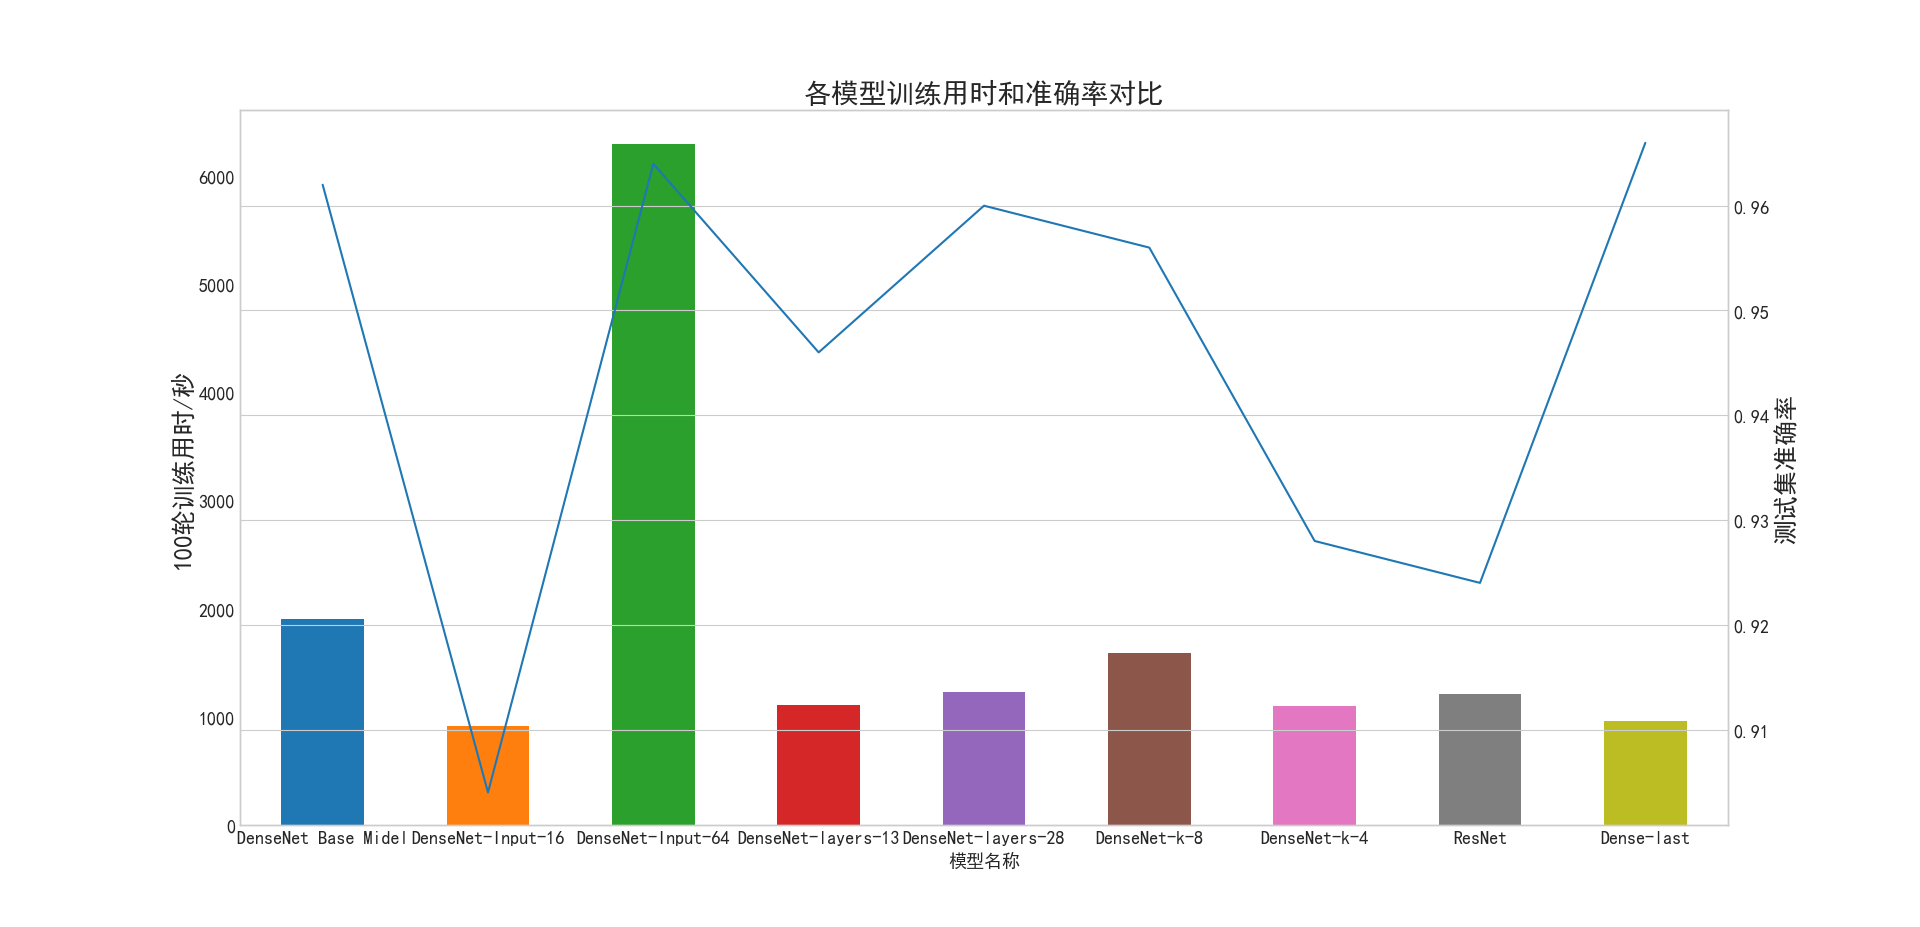 各模型训练用时和准确率对比
100轮训练用时/秒
6000
5000
4000
3000
2000
1000
0
0.96
0.95
0.94
0.93
0.92
0.91
测试集准确率
DenseNet Base Midel
DenseNet-Input-16
DenseNet-Input-64
DenseNet-layers-13
DenseNet-layers-28
DenseNet-k-8
DenseNet-k-4
ResNet
Dense-last
模型名称